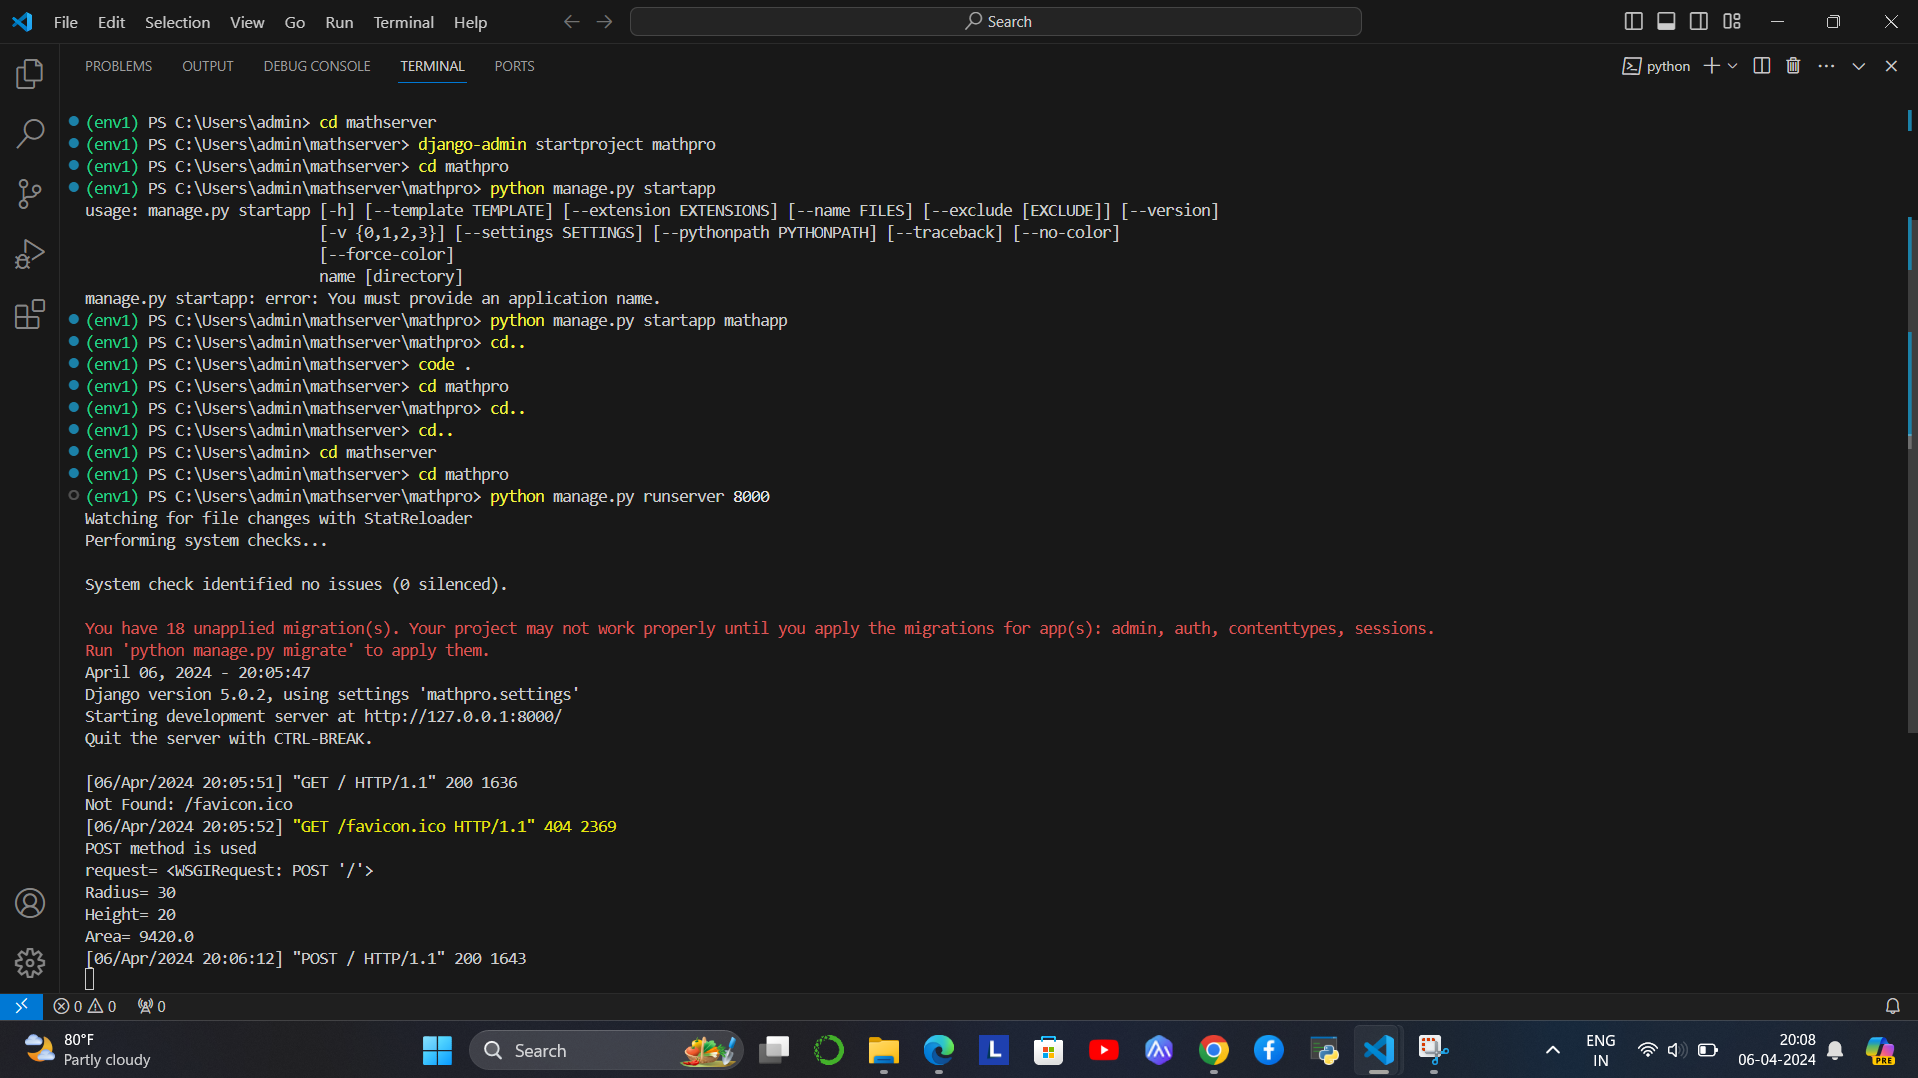 File Edit Selection View Go Run Terminal Help Search
PROBLEMS OUTPUT DEBUG CONSOLE TERMINAL PORTS python
(env1) PS C:\Users\admin> cd mathserver
(env1) PS C:\Users\admin\mathserver> django-admin startproject mathpro
(env1) PS C:\Users\admin\mathserver> cd mathpro
(env1) PS C:\Users\admin\mathserver\mathpro> python manage.py startapp
usage: manage.py startapp [-h] [--template TEMPLATE] [--extension EXTENSIONS] [--name FILES] [--exclude [EXCLUDE]] [--version]
[-v {0,1,2,3}] [--settings SETTINGS] [--pythonpath PYTHONPATH] [--traceback] [--no-color]
[--force-color]
name [directory]
manage.py startapp: error: You must provide an application name.
(env1) PS C:\Users\admin\mathserver\mathpro> python manage.py startapp mathapp
(env1) PS C:\Users\admin\mathserver\mathpro> cd..
(env1) PS C:\Users\admin\mathserver> code .
(env1) PS C:\Users\admin\mathserver> cd mathpro
(env1) PS C:\Users\admin\mathserver\mathpro> cd..
(env1) PS C:\Users\admin\mathserver> cd..
(env1) PS C:\Users\admin> cd mathserver
(env1) PS C:\Users\admin\mathserver> cd mathpro
(env1) PS C:\Users\admin\mathserver\mathpro> python manage.py runserver 8000
Watching for file changes with StatReloader
Performing system checks...
System check identified no issues (0 silenced).
You have 18 unapplied migration(s). Your project may not work properly until you apply the migrations for app(s): admin, auth, contenttypes, sessions.
Run 'python manage.py migrate' to apply them.
April 06, 2024 - 20:05:47
Django version 5.0.2, using settings 'mathpro.settings'
Starting development server at http://127.0.0.1:8000/
Quit the server with CTRL-BREAK.
[06/Apr/2024 20:05:51] "GET / HTTP/1.1" 200 1636
Not Found: /favicon.ico
[06/Apr/2024 20:05:52] "GET /favicon.ico HTTP/1.1" 404 2369
POST method is used
request= <WSGIRequest: POST '/'>
Radius= 30
Height= 20
Area= 9420.0
[06/Apr/2024 20:06:12] "POST / HTTP/1.1" 200 1643
0 0 0
80°F
Partly cloudy
Search
L
ENG
IN
20:08
06-04-2024
PRE